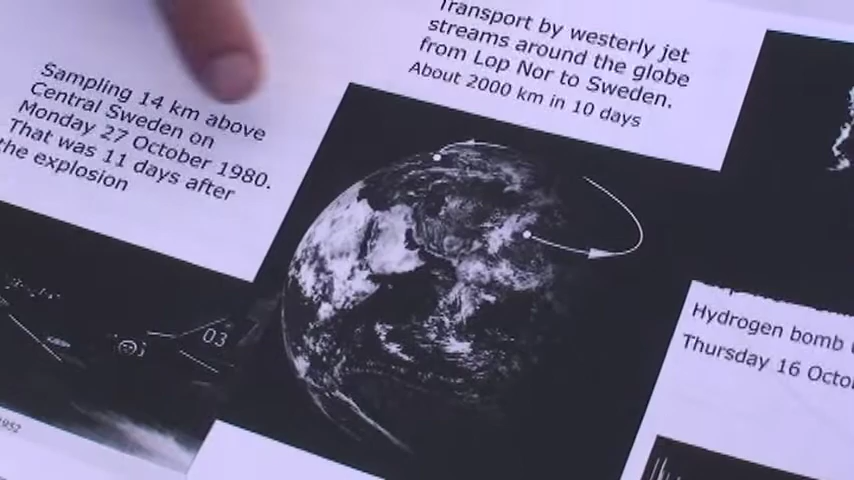 Transport by westerly jet
streams around the globe
from Lop Nor to Sweden.
About 2000 km in 10 days
Sampling 14 km above
Central Sweden on
Monday 27 October 1980.
That was 11 days after
the explosion
03
1952
Hydrogen bomb
Thursday 16